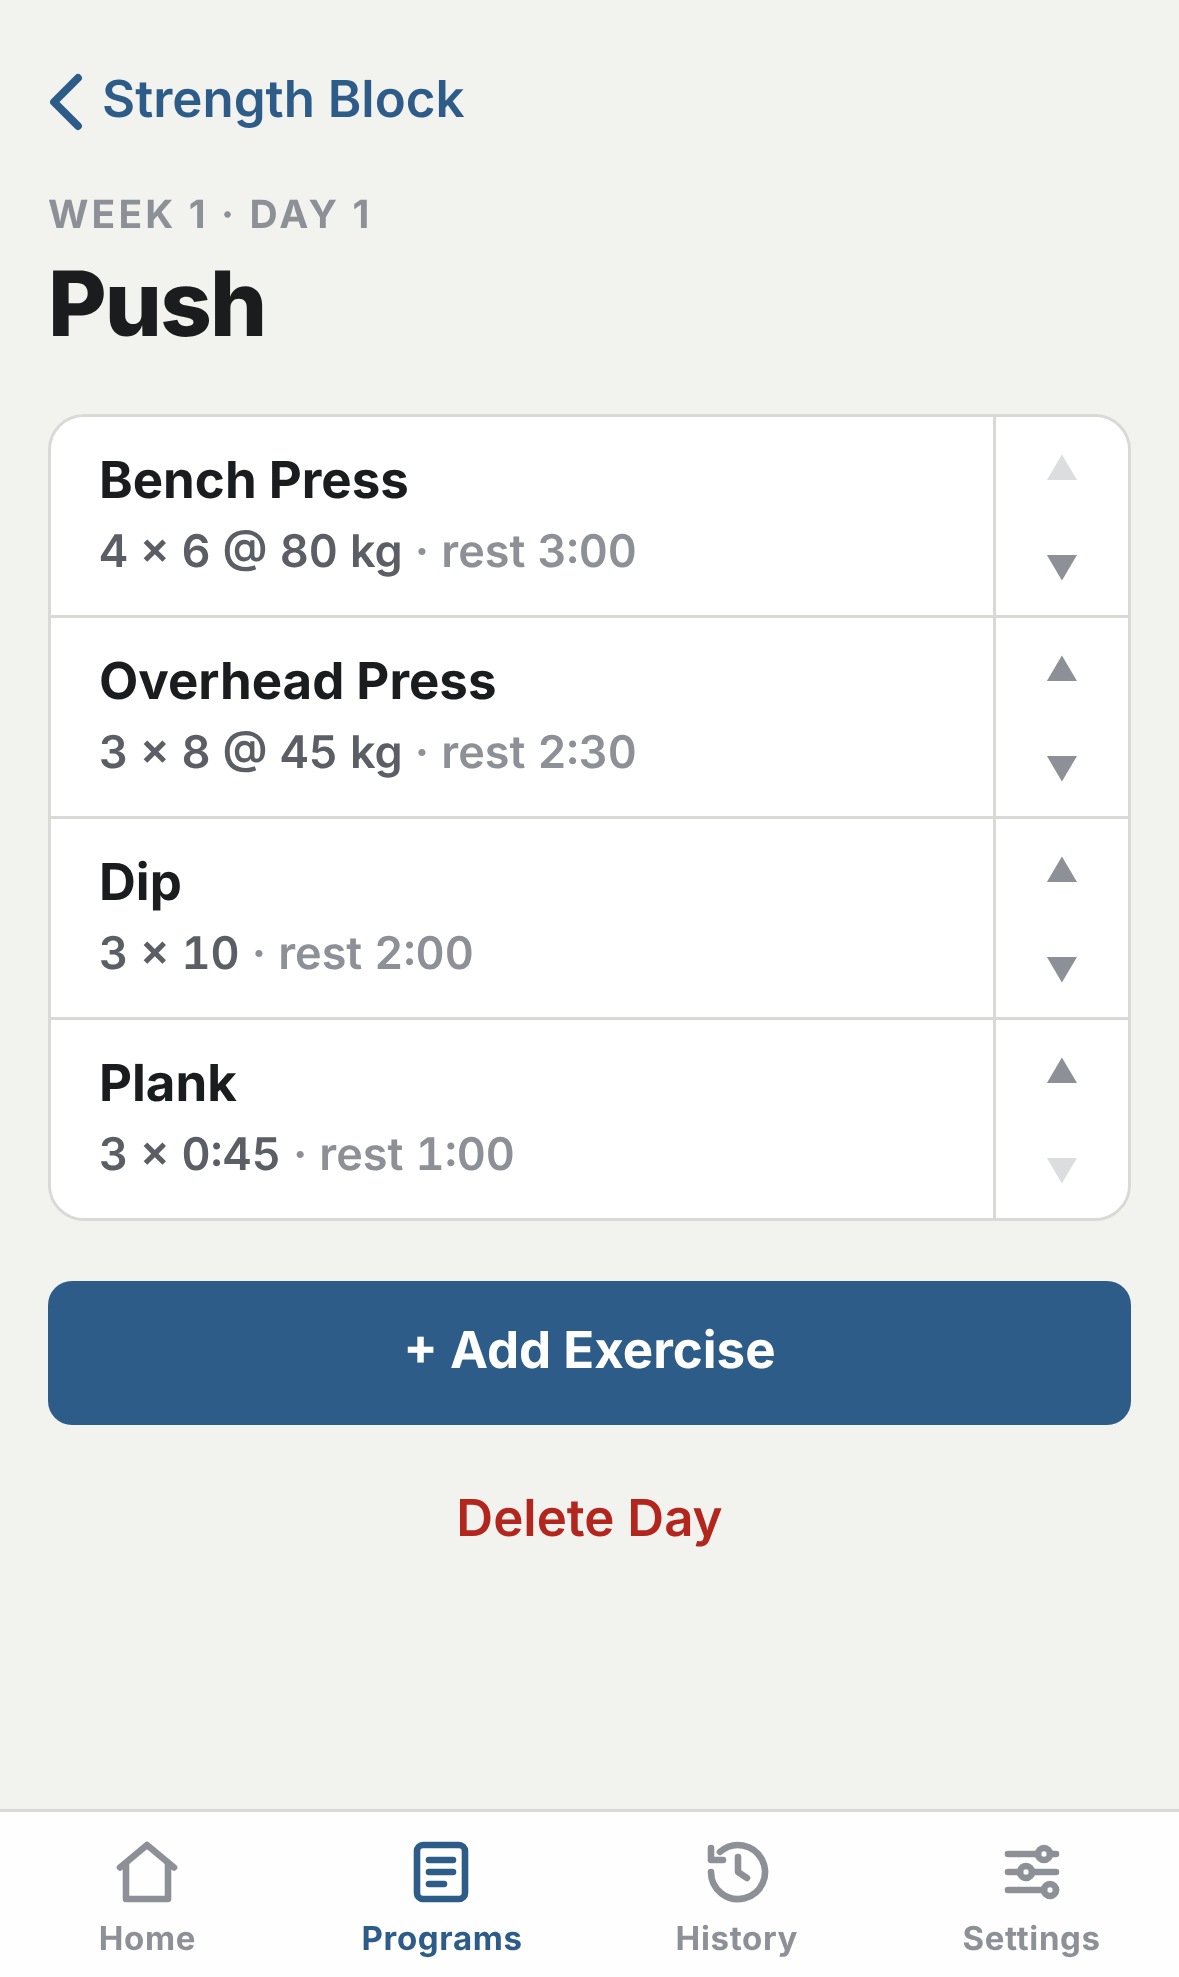 Strength Block
WEEK 1 · DAY 1
Push
Bench Press
4 × 6 @ 80 kg · rest 3:00
Overhead Press
3 × 8 @ 45 kg · rest 2:30
Dip
3 × 10 · rest 2:00
Plank
3 × 0:45 · rest 1:00
+ Add Exercise
Delete Day
Home
Programs
History
Settings